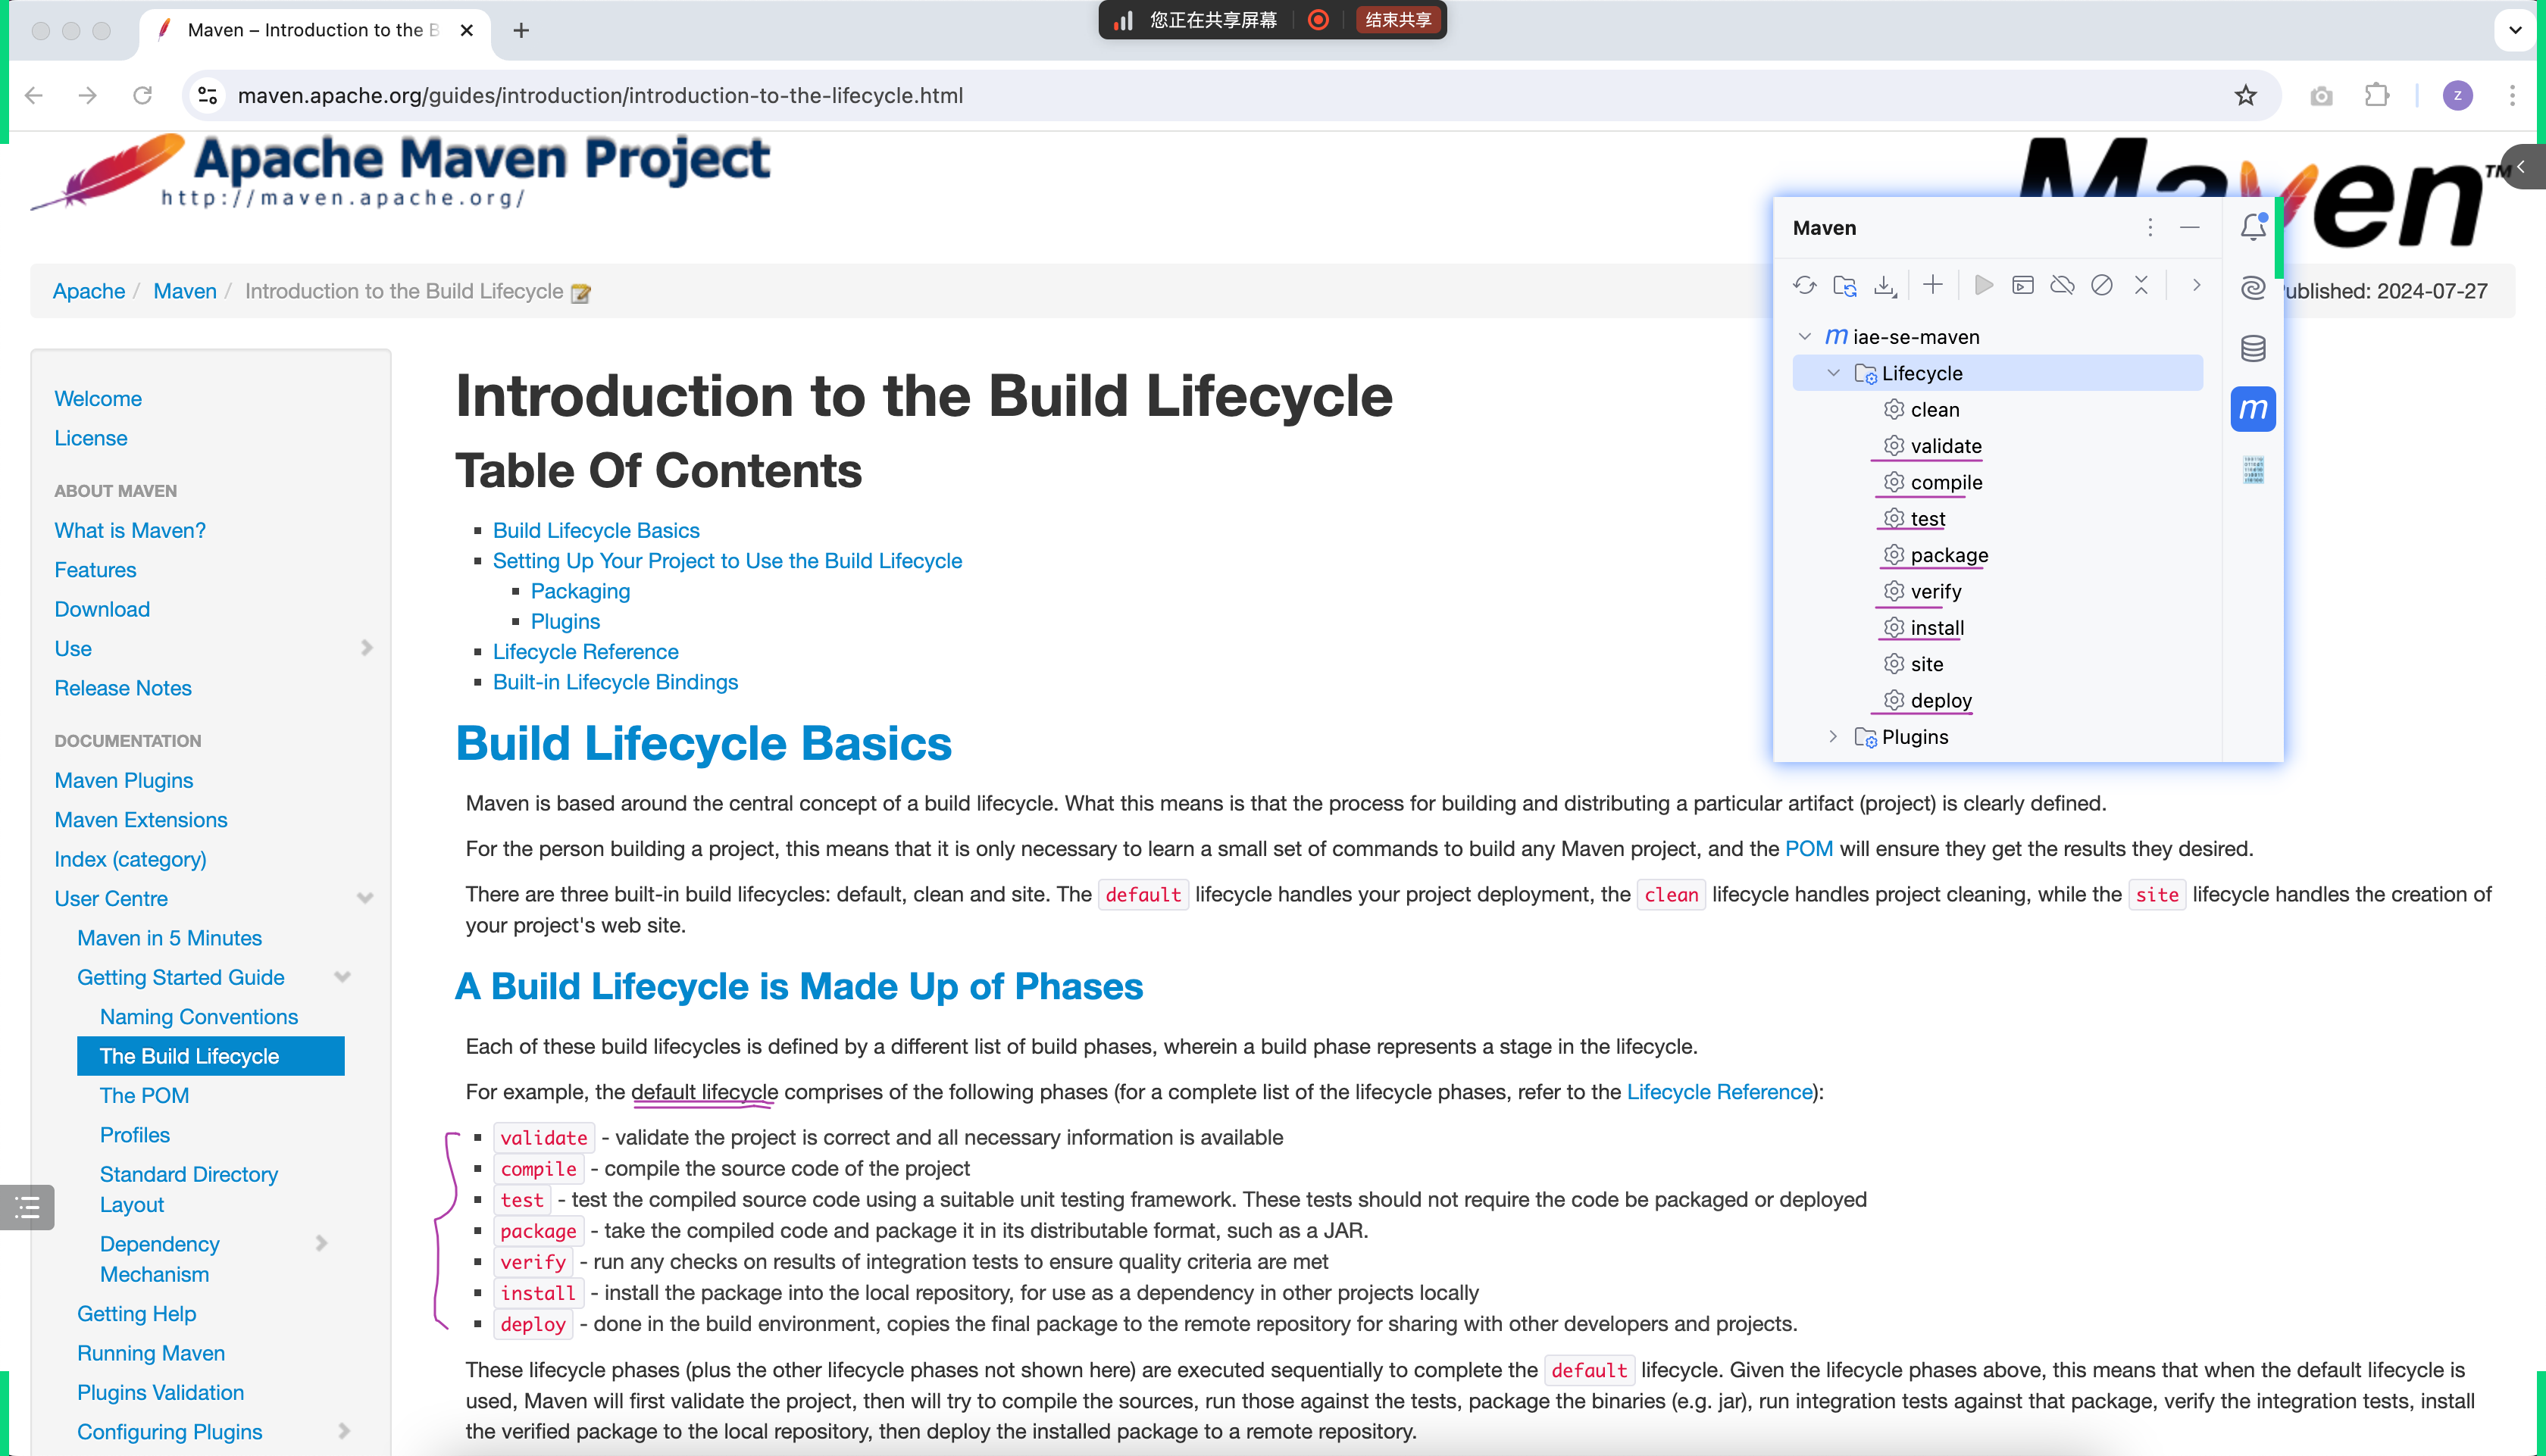 Maven – Introduction to the B
您正在共享屏幕
结束共享
maven.apache.org/guides/introduction/introduction-to-the-lifecycle.html
Z
Apache Maven Project
http://maven.apache.org/
Maven TM
Apache / Maven / Introduction to the Build Lifecycle
ublished: 2024-07-27
Welcome
License
ABOUT MAVEN
What is Maven?
Features
Download
Use
Release Notes
DOCUMENTATION
Maven Plugins
Maven Extensions
Index (category)
User Centre
Maven in 5 Minutes
Getting Started Guide
Naming Conventions
The Build Lifecycle
The POM
Profiles
Standard Directory
Layout
Dependency
Mechanism
Getting Help
Running Maven
Plugins Validation
Configuring Plugins
Introduction to the Build Lifecycle
Table Of Contents
Build Lifecycle Basics
Setting Up Your Project to Use the Build Lifecycle
Packaging
Plugins
Lifecycle Reference
Built-in Lifecycle Bindings
Maven
m iae-se-maven
Lifecycle
clean
validate
compile
test
package
verify
install
site
deploy
Plugins
m
Build Lifecycle Basics
Maven is based around the central concept of a build lifecycle. What this means is that the process for building and distributing a particular artifact (project) is clearly defined.
For the person building a project, this means that it is only necessary to learn a small set of commands to build any Maven project, and the POM will ensure they get the results they desired.
There are three built-in build lifecycles: default, clean and site. The default lifecycle handles your project deployment, the clean lifecycle handles project cleaning, while the site lifecycle handles the creation of
your project's web site.
A Build Lifecycle is Made Up of Phases
Each of these build lifecycles is defined by a different list of build phases, wherein a build phase represents a stage in the lifecycle.
For example, the default lifecycle comprises of the following phases (for a complete list of the lifecycle phases, refer to the Lifecycle Reference):
validate - validate the project is correct and all necessary information is available
compile - compile the source code of the project
test - test the compiled source code using a suitable unit testing framework. These tests should not require the code be packaged or deployed
package - take the compiled code and package it in its distributable format, such as a JAR.
verify - run any checks on results of integration tests to ensure quality criteria are met
install - install the package into the local repository, for use as a dependency in other projects locally
deploy - done in the build environment, copies the final package to the remote repository for sharing with other developers and projects.
These lifecycle phases (plus the other lifecycle phases not shown here) are executed sequentially to complete the default lifecycle. Given the lifecycle phases above, this means that when the default lifecycle is
used, Maven will first validate the project, then will try to compile the sources, run those against the tests, package the binaries (e.g. jar), run integration tests against that package, verify the integration tests, install
the verified package to the local repository, then deploy the installed package to a remote repository.